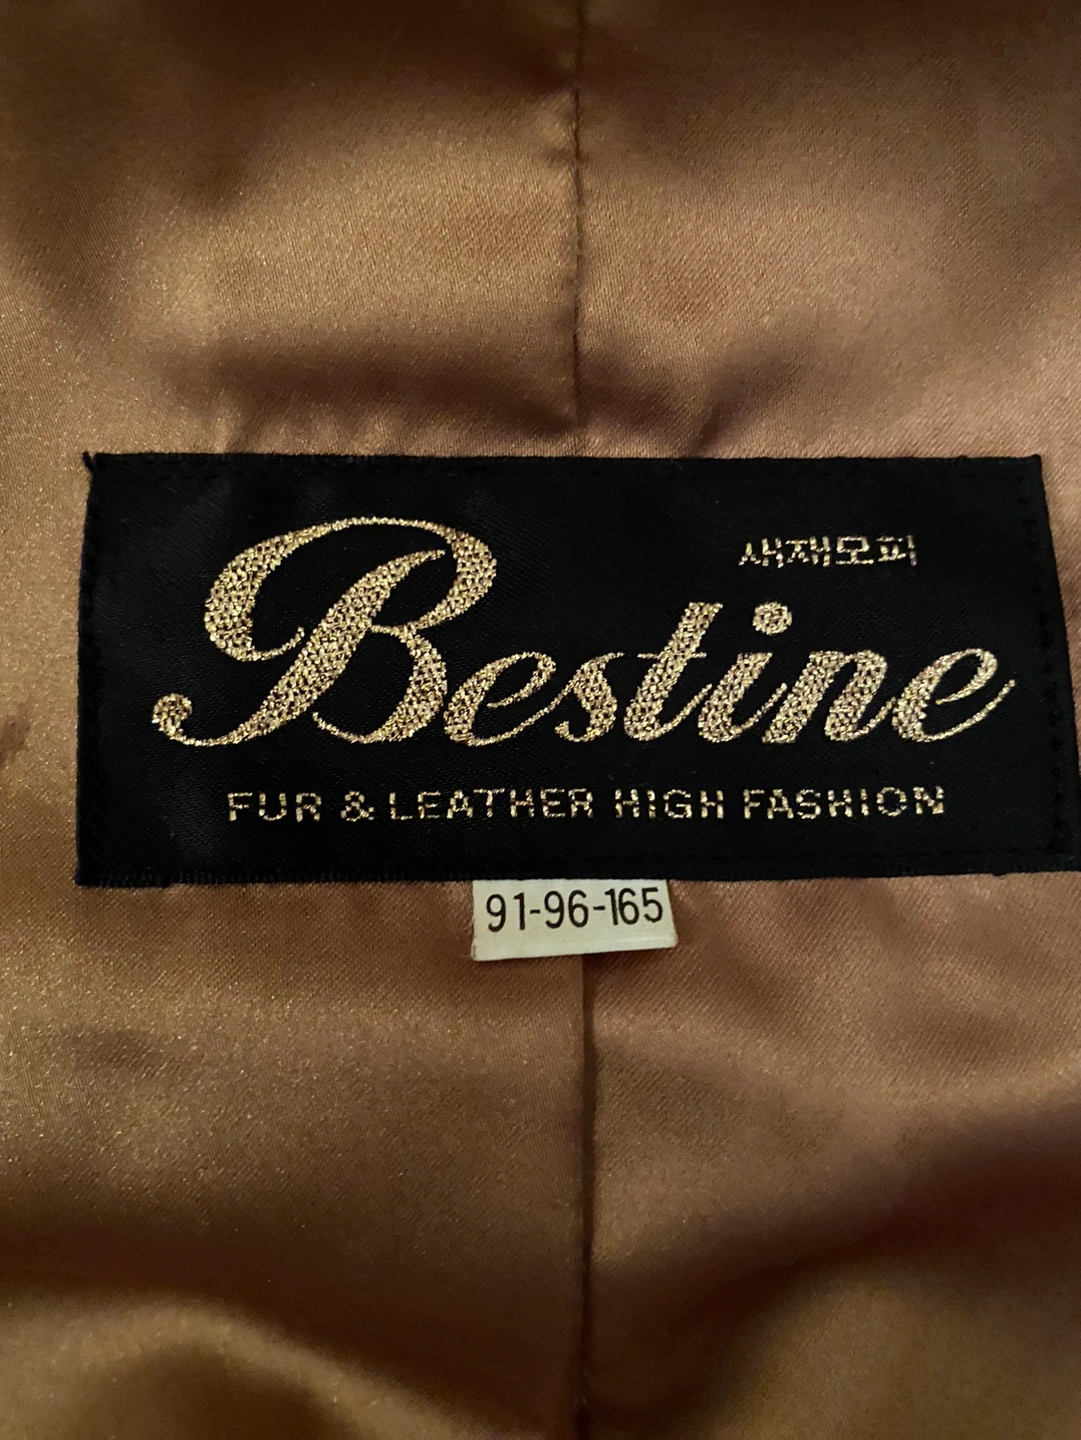 새재모피
Bestine
FUR & LEATHER HIGH FASHION
91-96-165